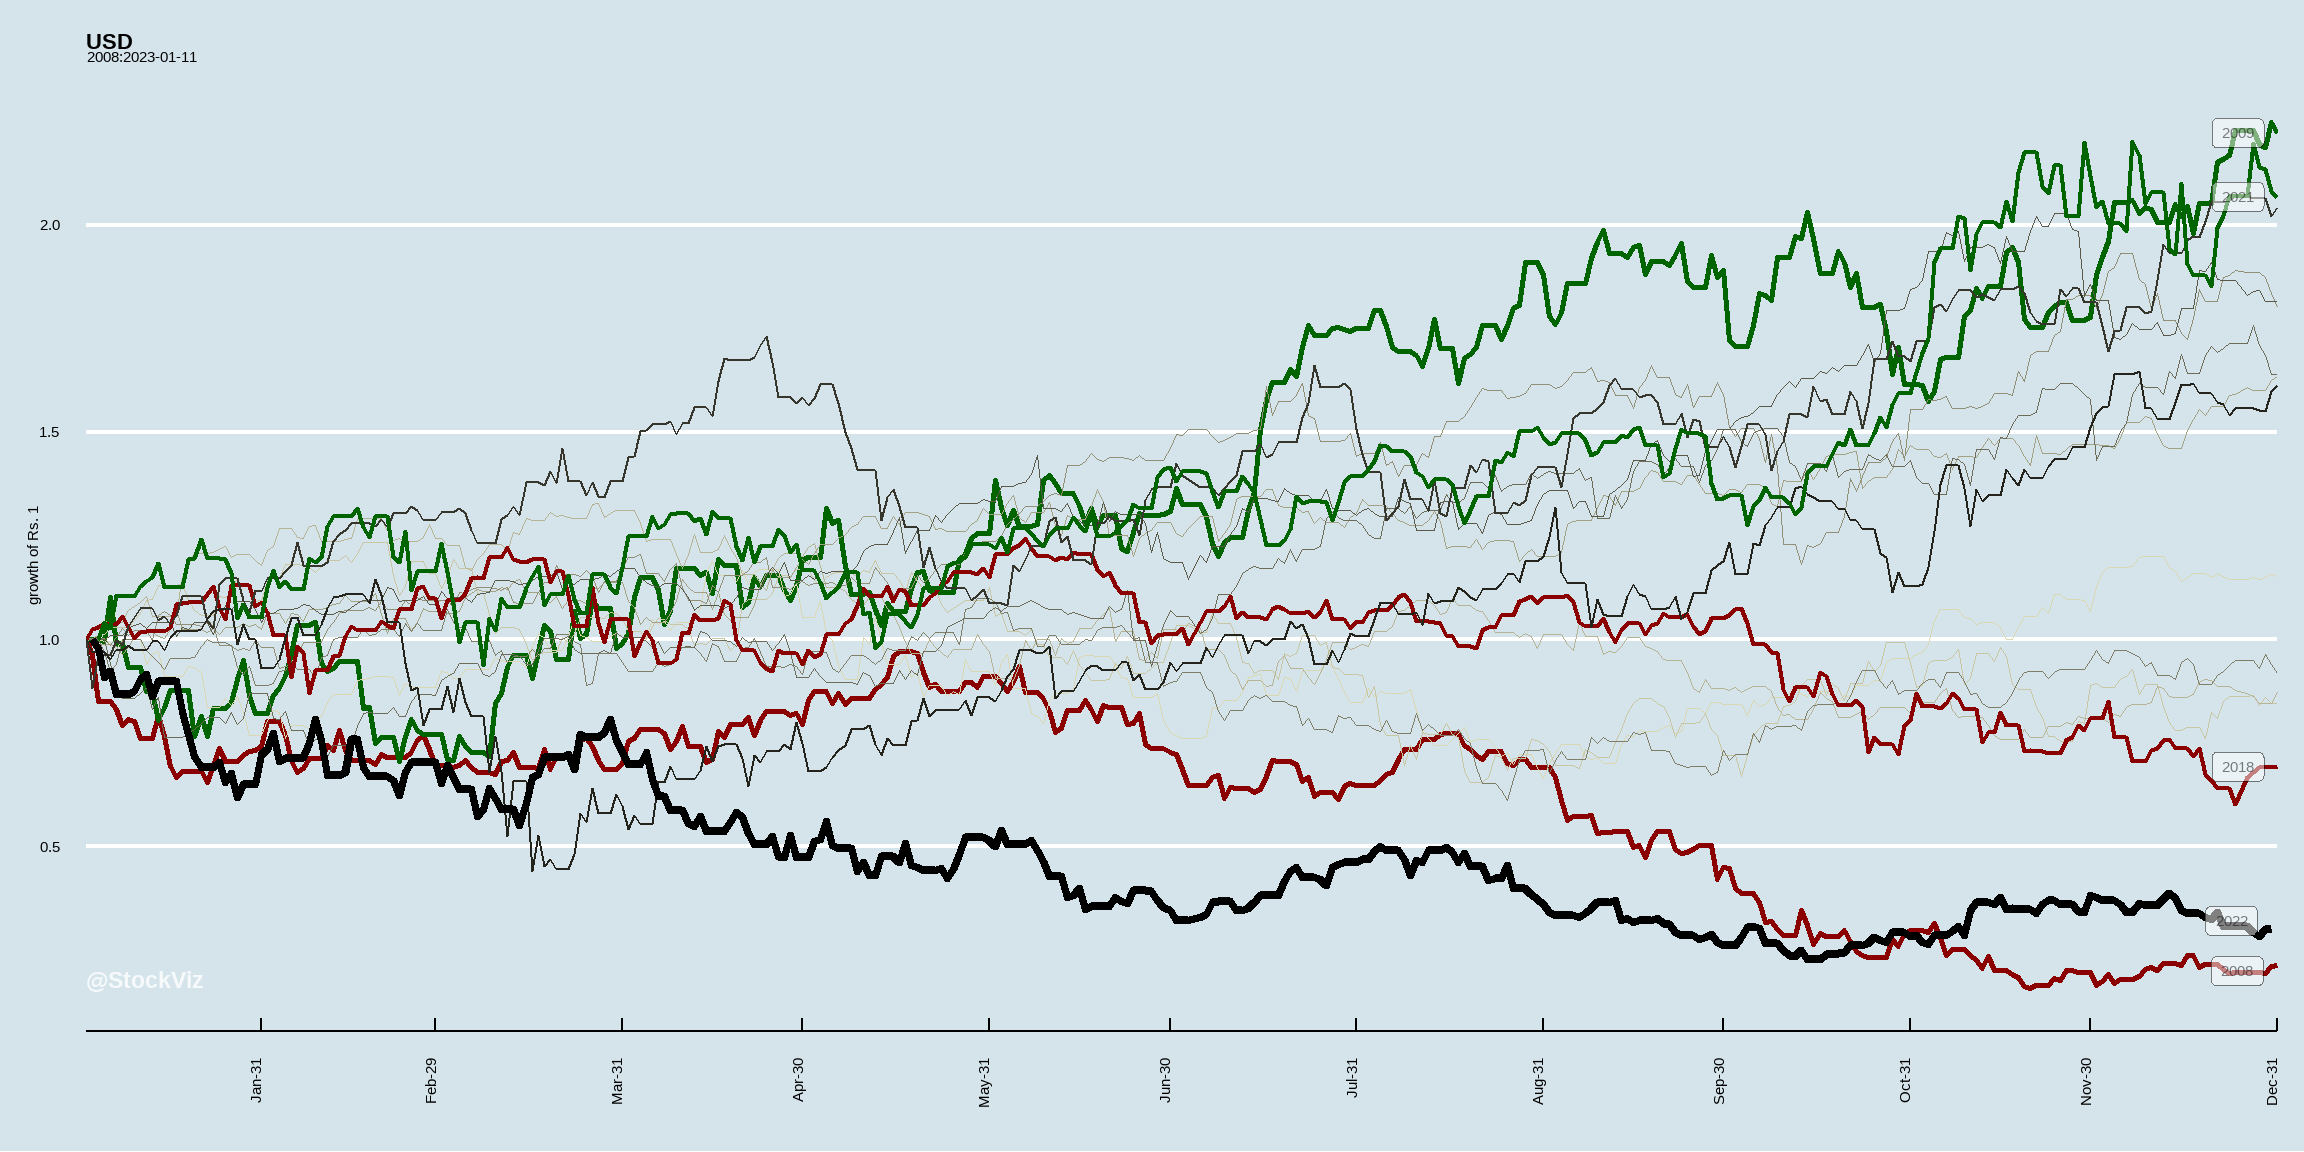 USD
2008:2023-01-11
2009
2021
2.0
1.5
growth of Rs. 1
1.0
2018
0.5
2022
2008
@StockViz
Jan-31
Feb-29
Mar-31
Apr-30
May-31
Jun-30
Jul-31
Aug-31
Sep-30
Oct-31
Nov-30
Dec-31